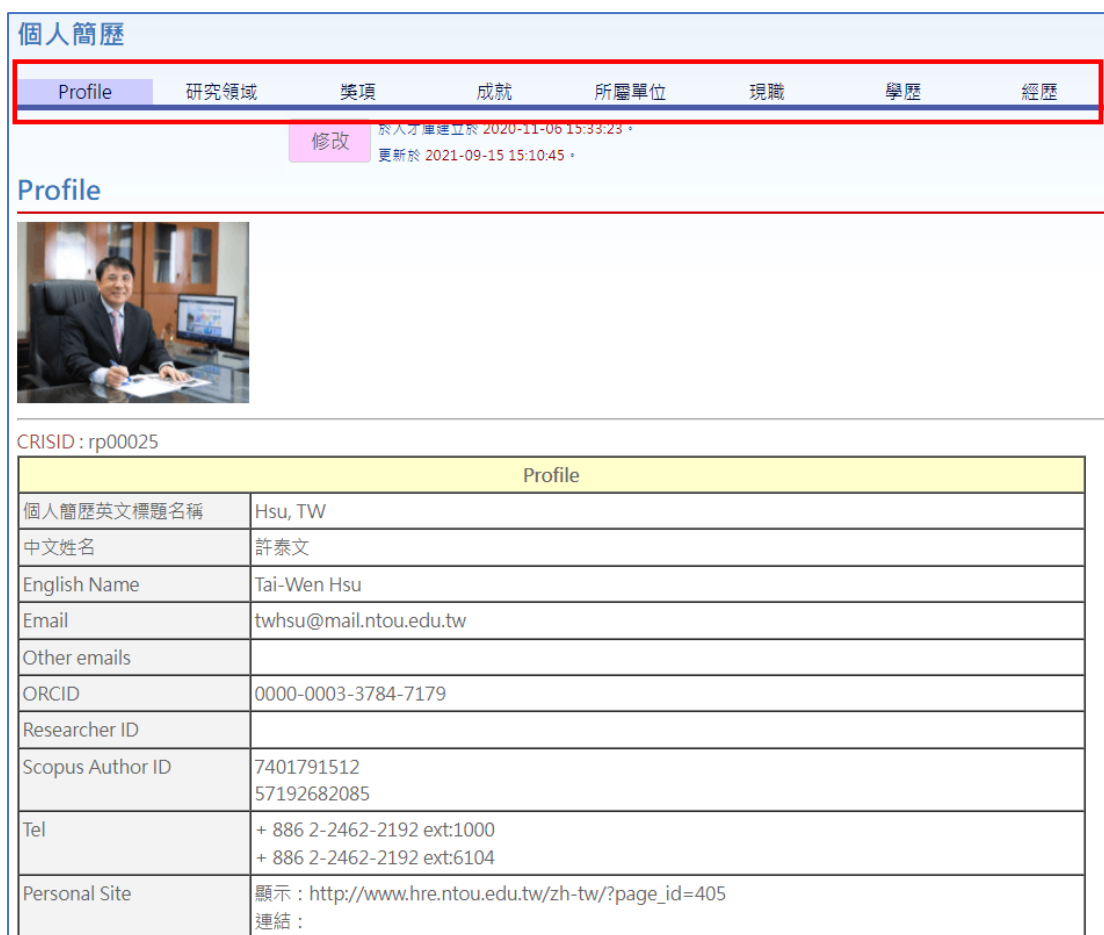 個人簡歷
Profile 研究領域 獎項 成就 所屬單位 現職 學歷 經歷
修改
於人才庫建立於 2020-11-06 15:33:23。
更新於 2021-09-15 15:10:45。
Profile
CRISID : rp00025
Profile
個人簡歷英文標題名稱 Hsu, TW
中文姓名 許泰文
English Name Tai-Wen Hsu
Email twhsu@mail.ntou.edu.tw
Other emails
ORCID 0000-0003-3784-7179
Researcher ID
Scopus Author ID 7401791512
57192682085
Tel + 886 2-2462-2192 ext:1000
+ 886 2-2462-2192 ext:6104
Personal Site 顯示：http://www.hre.ntou.edu.tw/zh-tw/?page_id=405
連結：